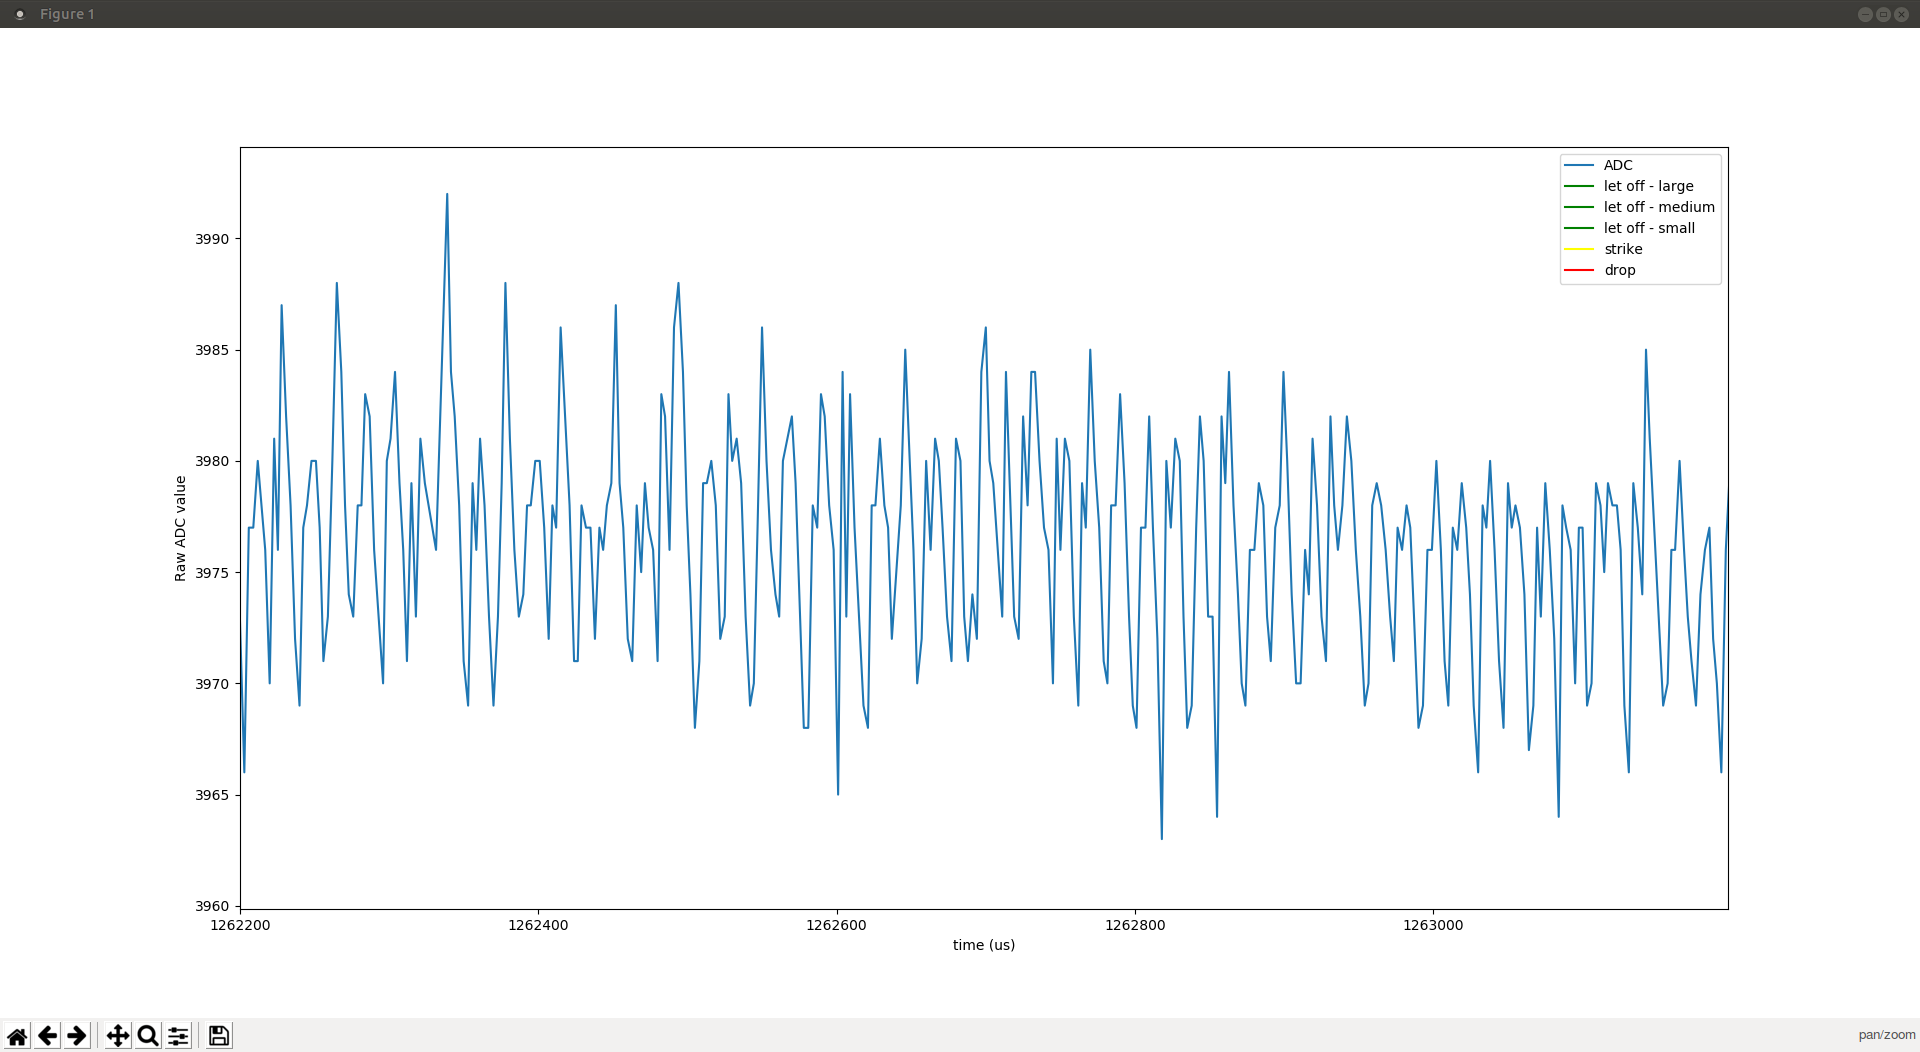 Figure 1
ADC
let off - large
let off - medium
let off - small
strike
drop
3990
3985
3980
3975
3970
3965
3960
Raw ADC value
1262200 1262400 1262600 1262800 1263000
time (us)
pan/zoom